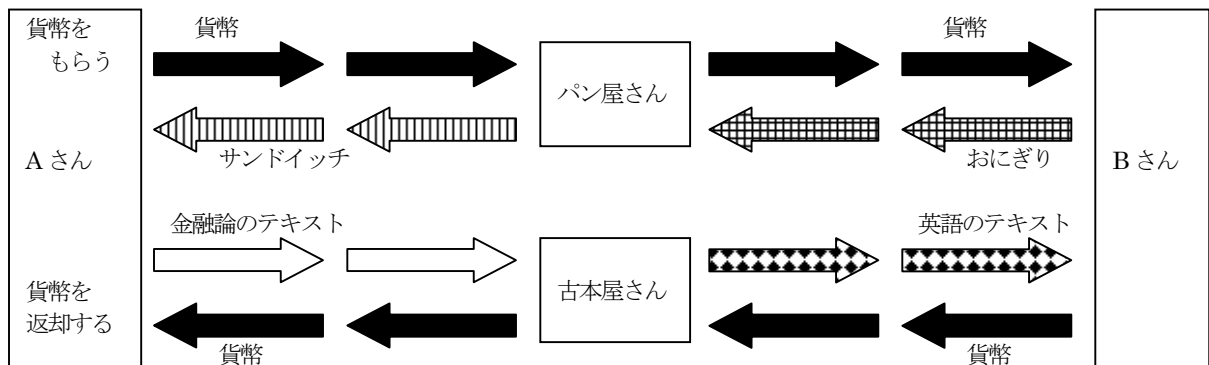 貨幣を
もらう
貨幣
貨幣
パン屋さん
Aさん
サンドイッチ
おにぎり
Bさん
金融論のテキスト
英語のテキスト
古本屋さん
貨幣を
返却する
貨幣
貨幣